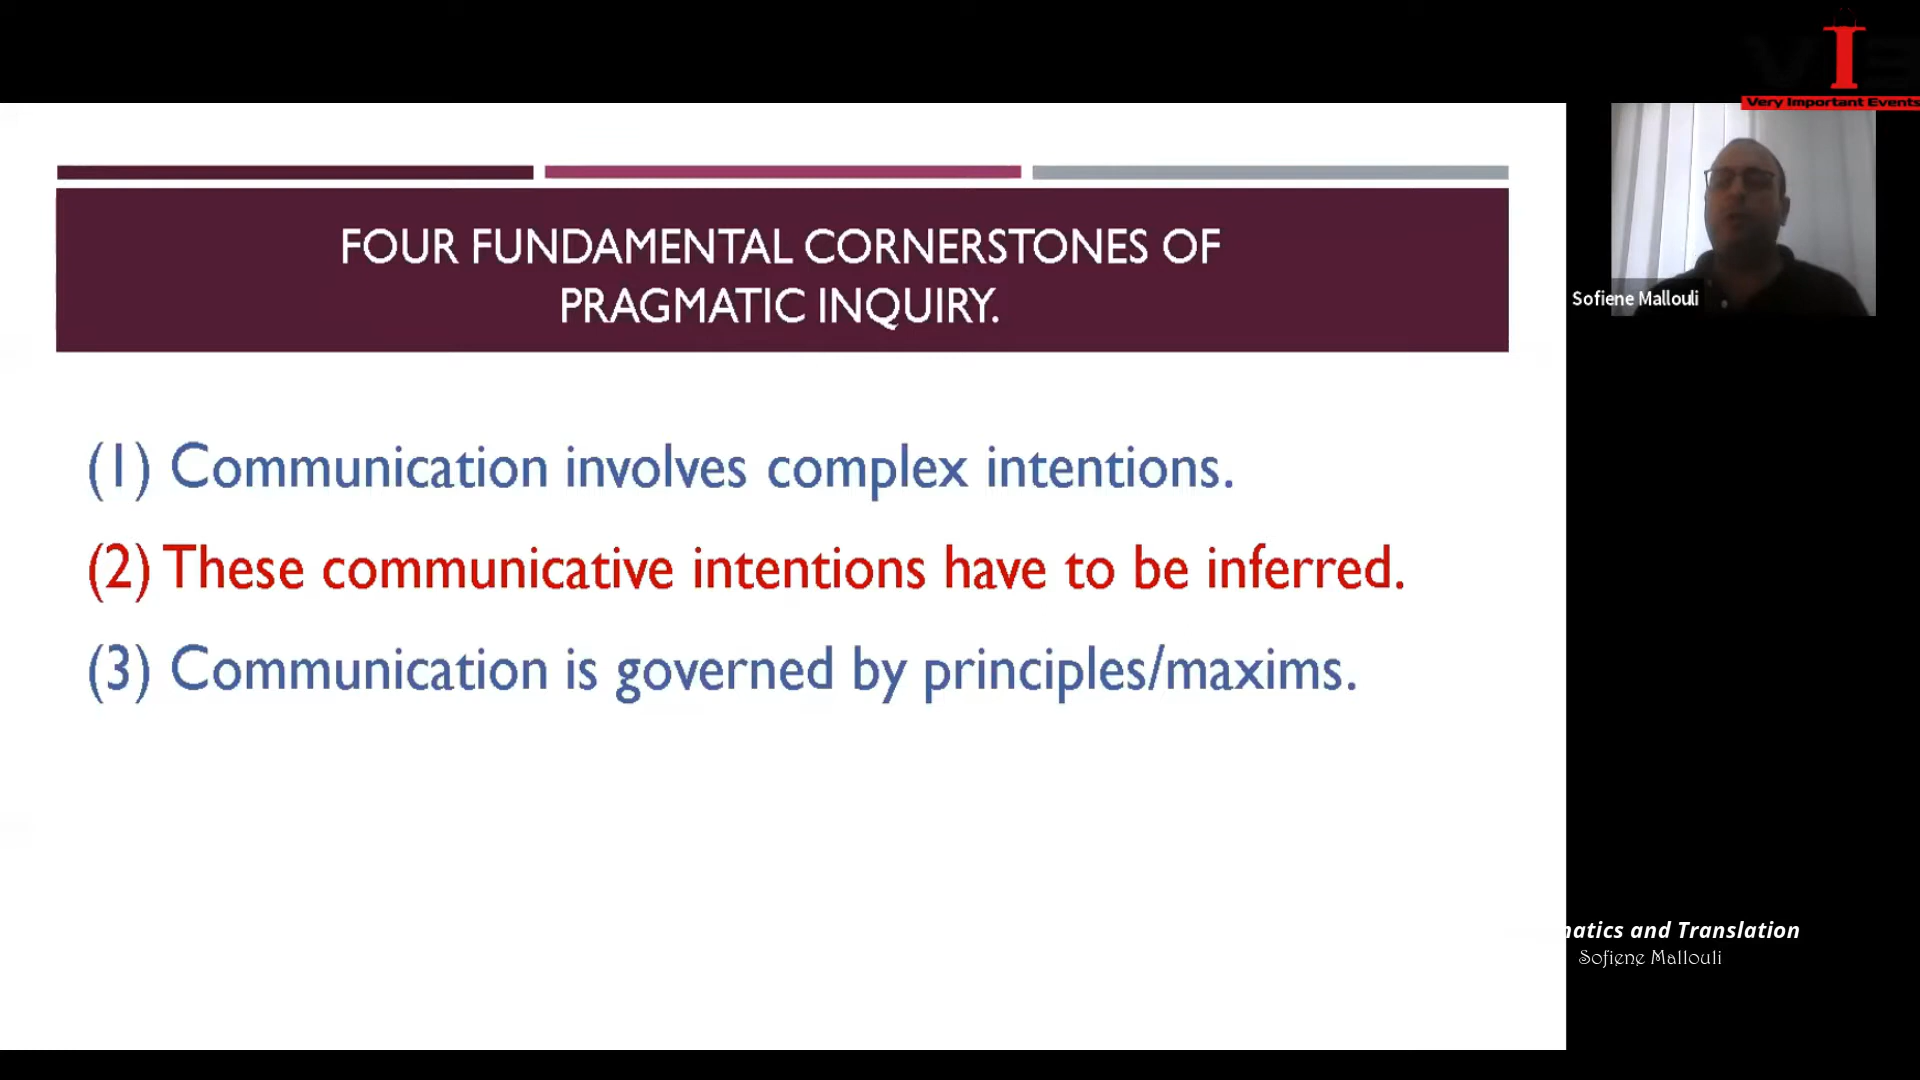 Very Important Events
FOUR FUNDAMENTAL CORNERSTONES OF
PRAGMATIC INQUIRY.
Sofiene Mallouli
(1) Communication involves complex intentions.
(2) These communicative intentions have to be inferred.
(3) Communication is governed by principles/maxims.
and Translation
Sofiene Mallouli